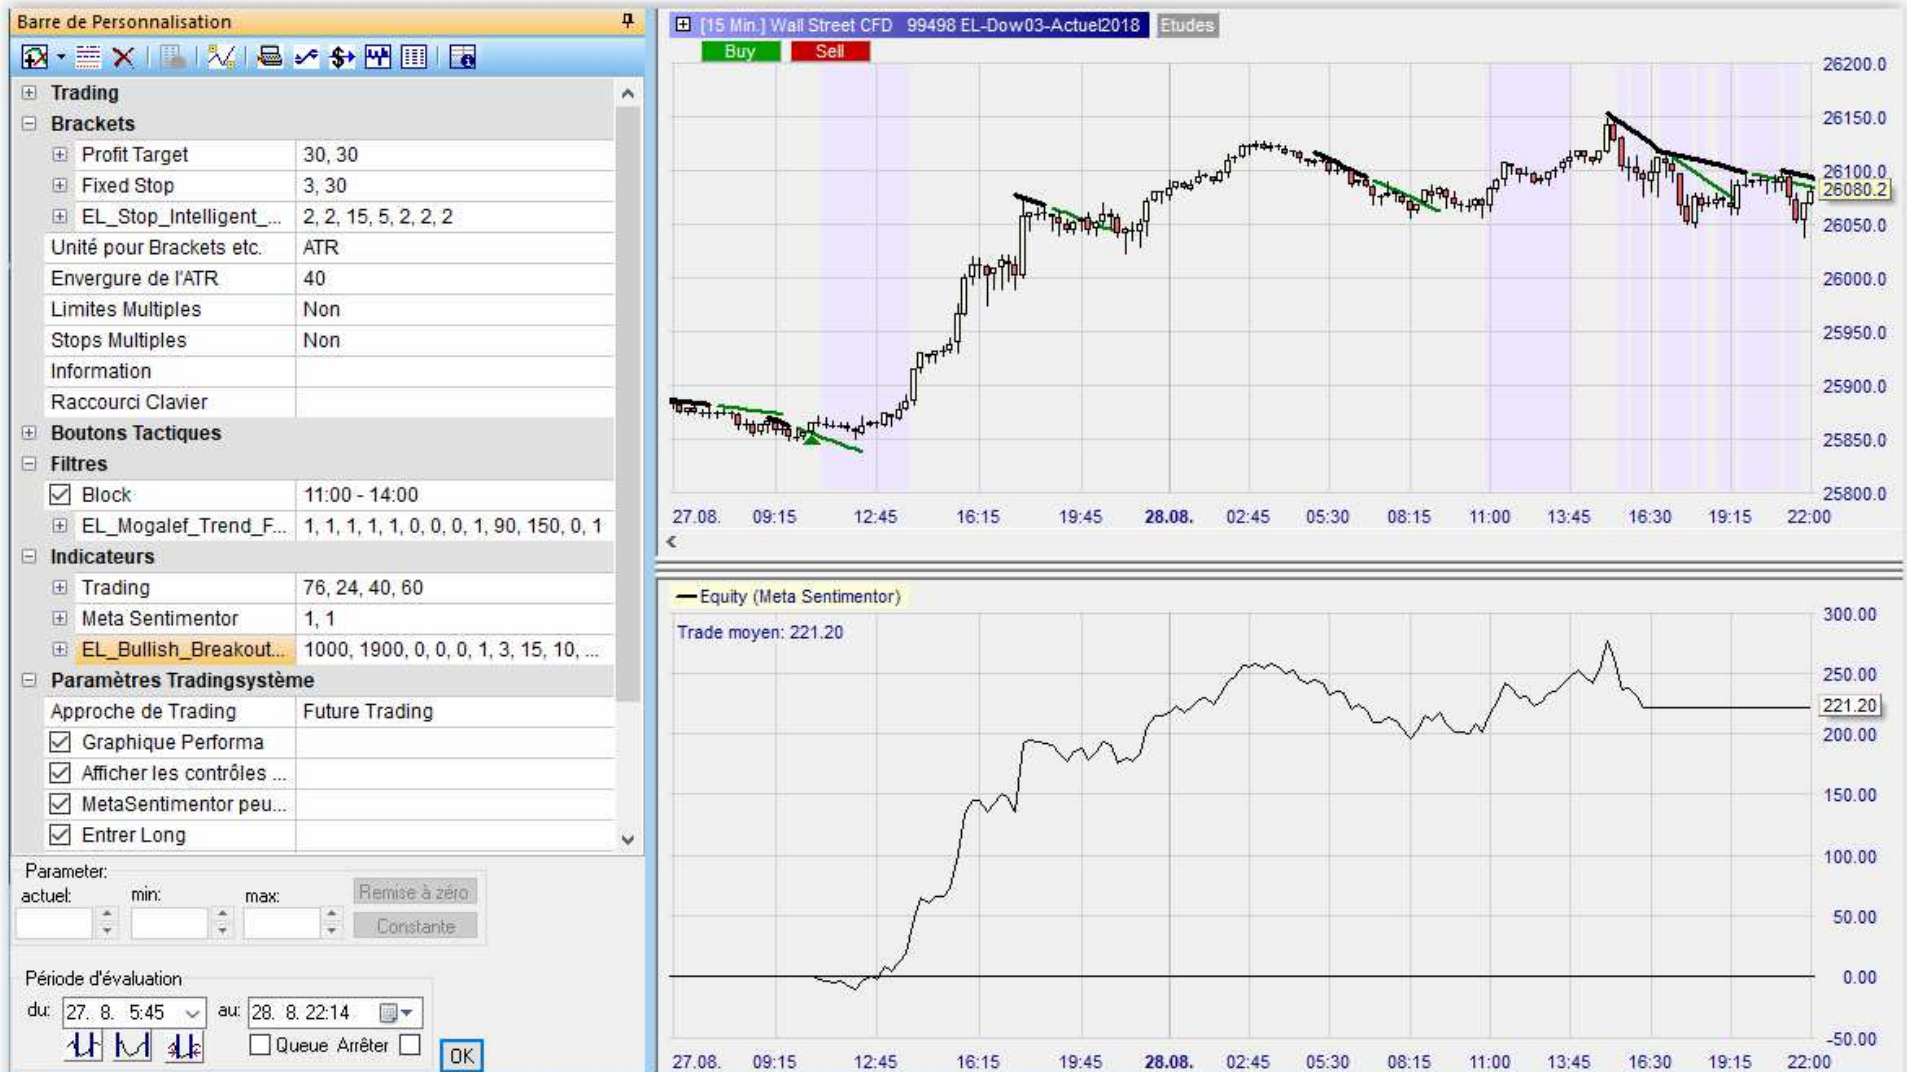 Barre de Personnalisation
Trading
Brackets
Profit Target 30, 30
Fixed Stop 3, 30
EL_Stop_Intelligent_... 2, 2, 15, 5, 2, 2, 2
Unité pour Brackets etc. ATR
Envergure de l'ATR 40
Limites Multiples Non
Stops Multiples Non
Information
Raccourci Clavier
Boutons Tactiques
Filtres
Block 11:00 - 14:00
EL_Mogalef_Trend_F... 1, 1, 1, 1, 1, 0, 0, 0, 1, 90, 150, 0, 1
Indicateurs
Trading 76, 24, 40, 60
Meta Sentimentor 1, 1
EL_Bullish_Breakout... 1000, 1900, 0, 0, 0, 1, 3, 15, 10, ...
Paramètres Tradingsystème
Approche de Trading Future Trading
Graphique Performa
Afficher les contrôles ...
MetaSentimentor peu...
Entrer Long
Parameter:
actuel: min: max: Remise à zéro
Constante
Période d'évaluation
du: 27. 8. 5:45 au: 28. 8. 22:14
Queue Arrêter OK
[15 Min.] Wall Street CFD 99498 EL-Dow03-Actuel2018 Etudes
Buy Sell
26200.0
26150.0
26100.0
26080.2
26050.0
26000.0
25950.0
25900.0
25850.0
25800.0
27.08. 09:15 12:45 16:15 19:45 28.08. 02:45 05:30 08:15 11:00 13:45 16:30 19:15 22:00
Equity (Meta Sentimentor)
Trade moyen: 221.20
300.00
250.00
221.20
200.00
150.00
100.00
50.00
0.00
-50.00
27.08. 09:15 12:45 16:15 19:45 28.08. 02:45 05:30 08:15 11:00 13:45 16:30 19:15 22:00